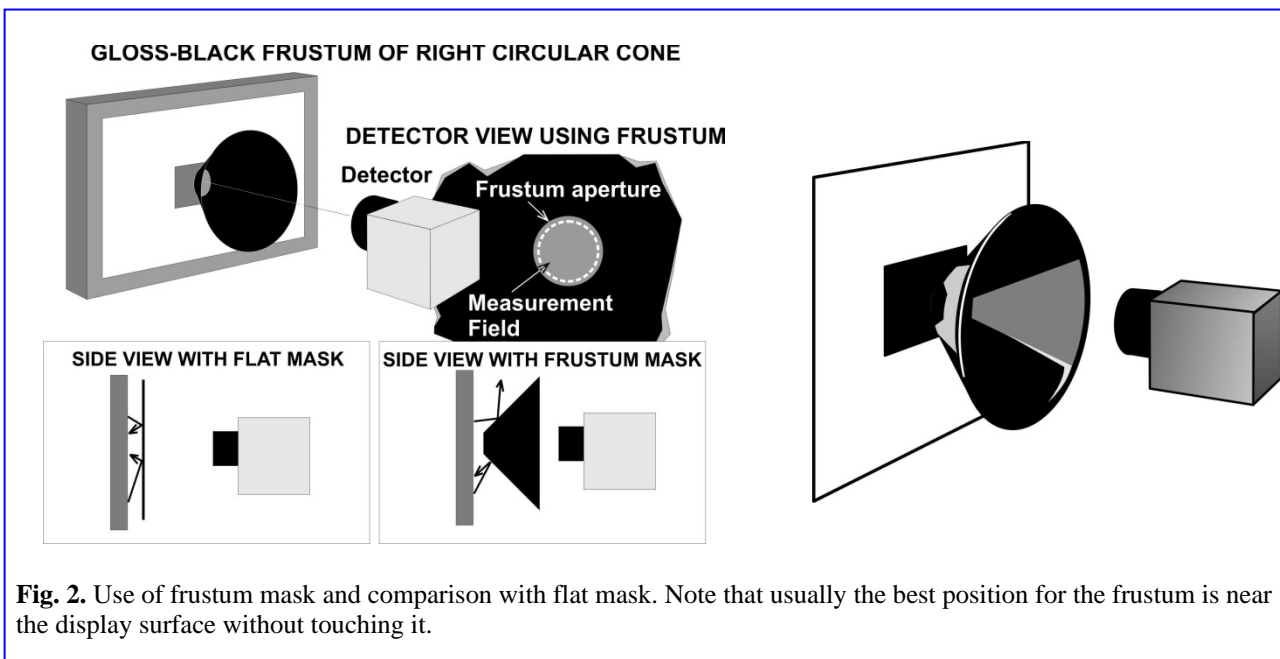 GLOSS-BLACK FRUSTUM OF RIGHT CIRCULAR CONE
DETECTOR VIEW USING FRUSTUM
Detector
Frustum aperture
Measurement
Field
SIDE VIEW WITH FLAT MASK
SIDE VIEW WITH FRUSTUM MASK
Fig. 2. Use of frustum mask and comparison with flat mask. Note that usually the best position for the frustum is near
the display surface without touching it.